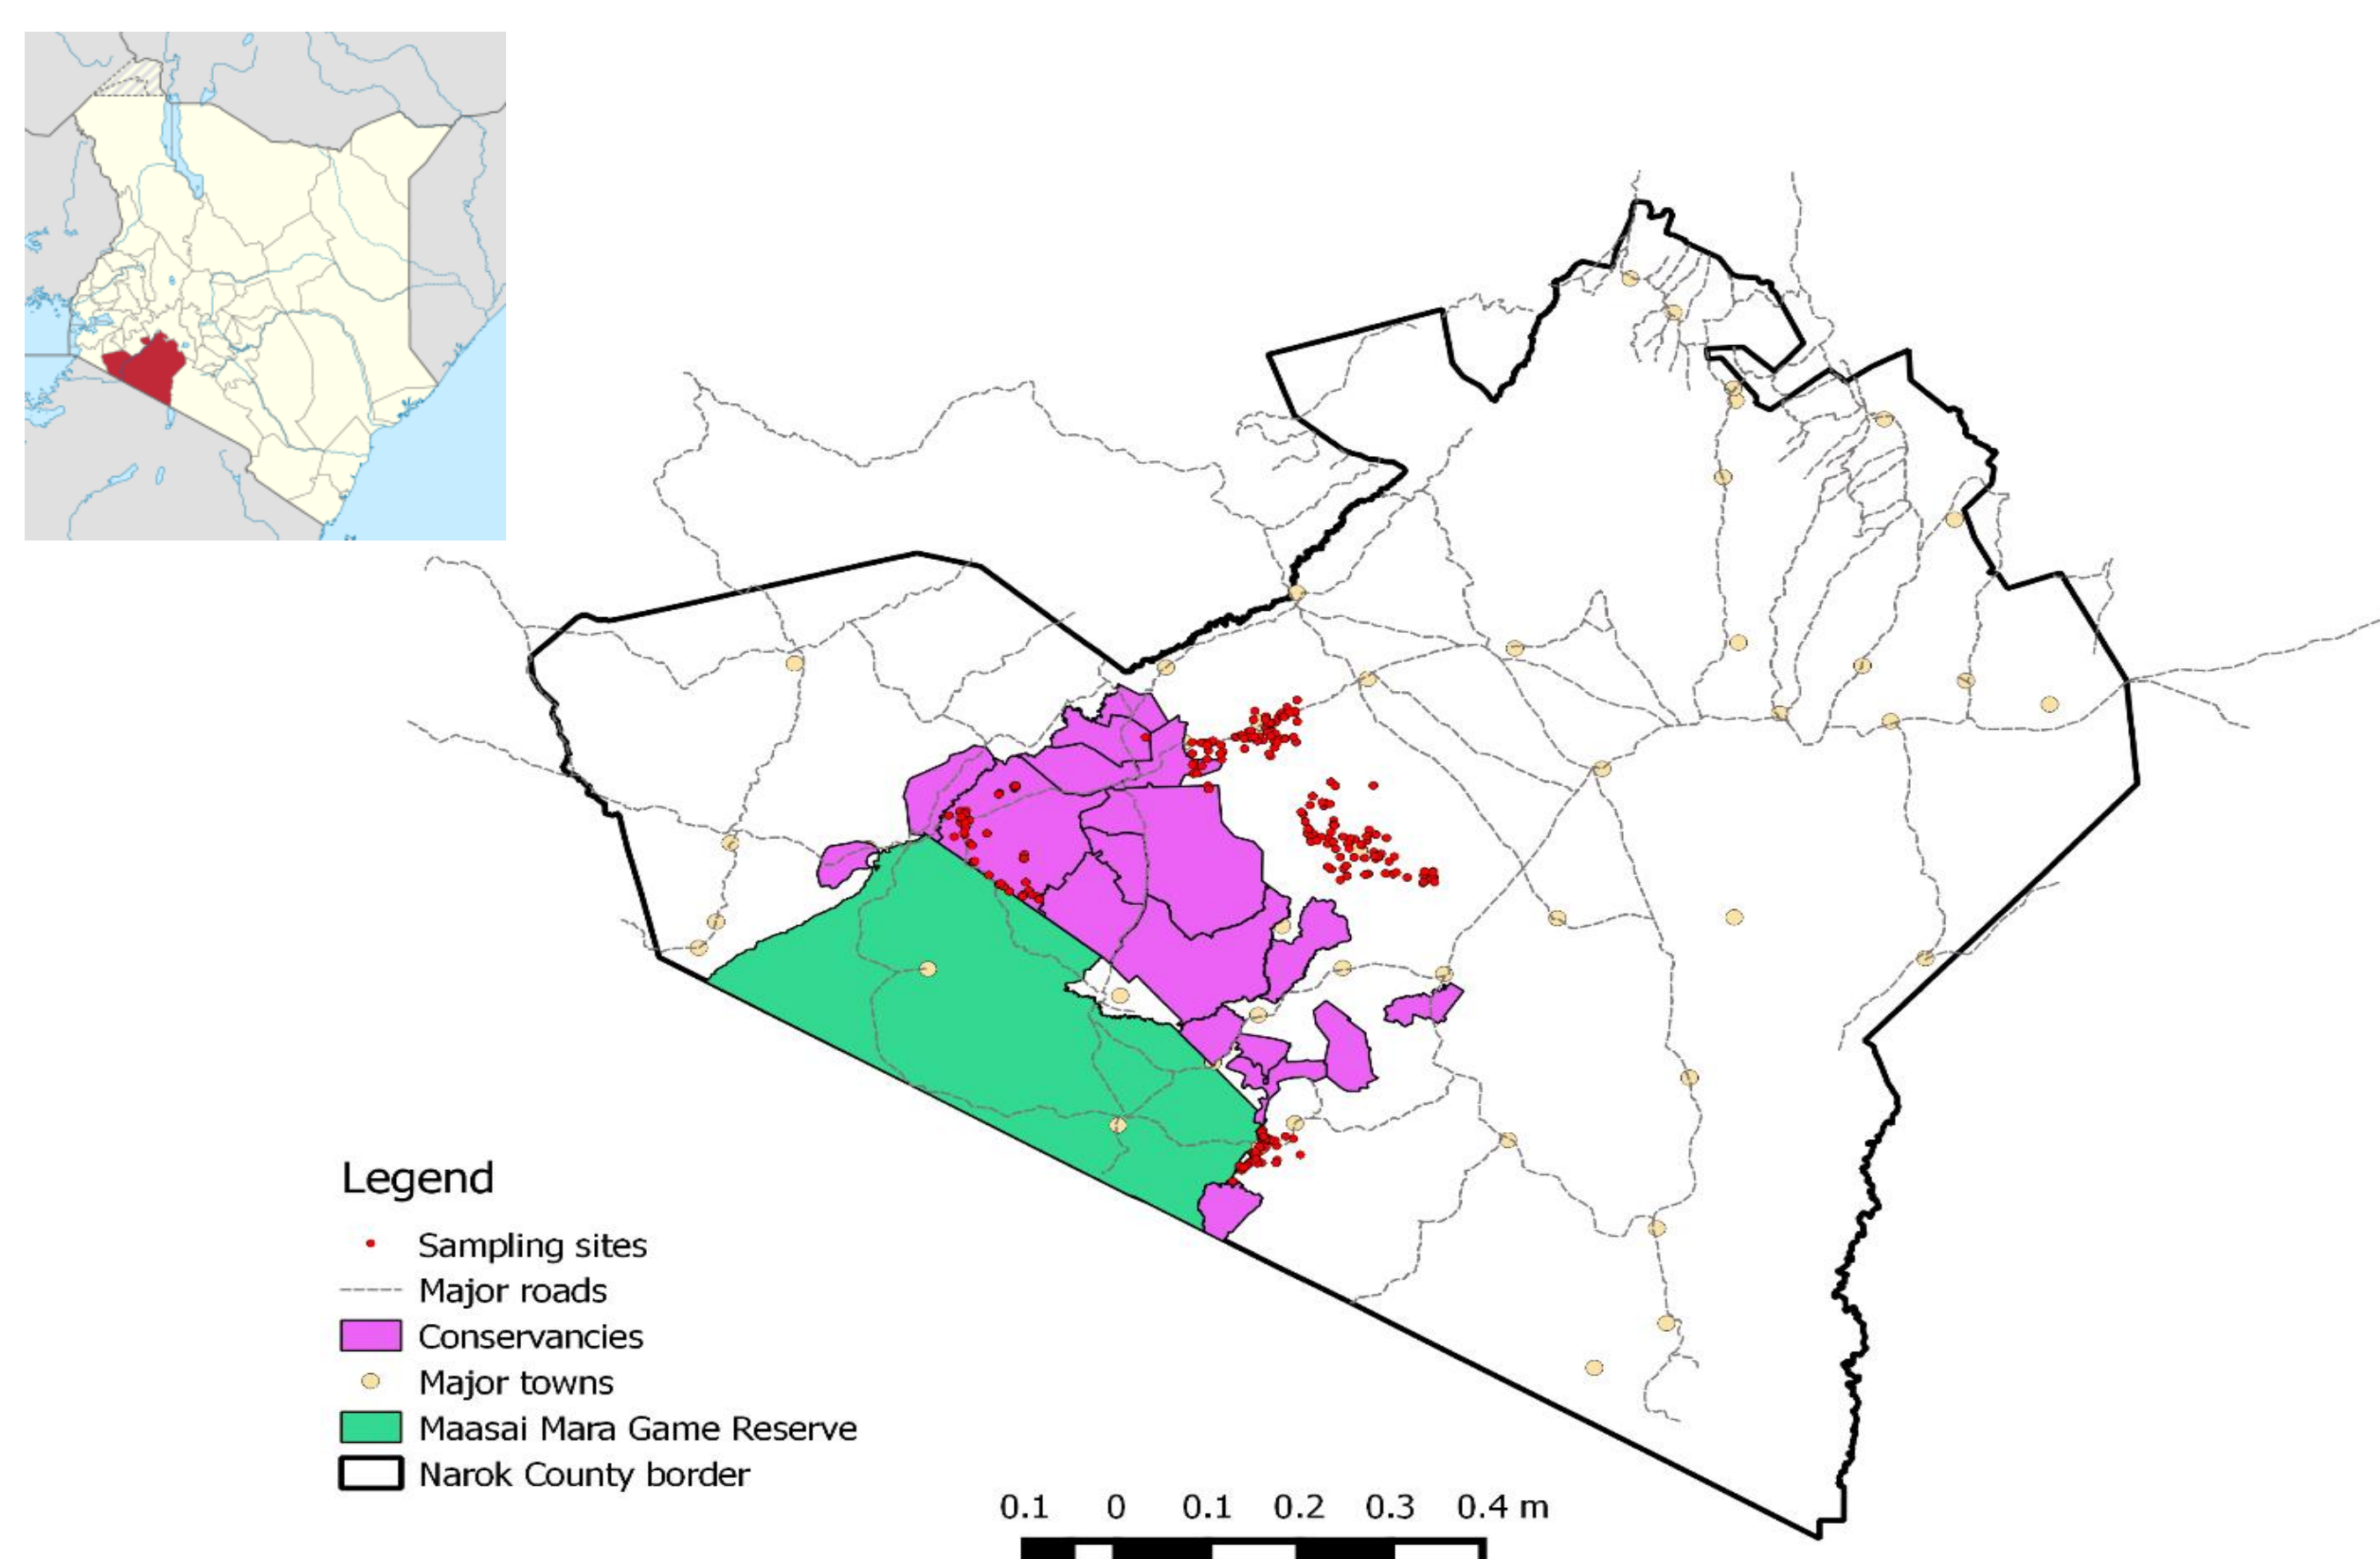 Legend
Sampling sites
Major roads
Conservancies
Major towns
Maasai Mara Game Reserve
Narok County border
0.1 0 0.1 0.2 0.3 0.4 m